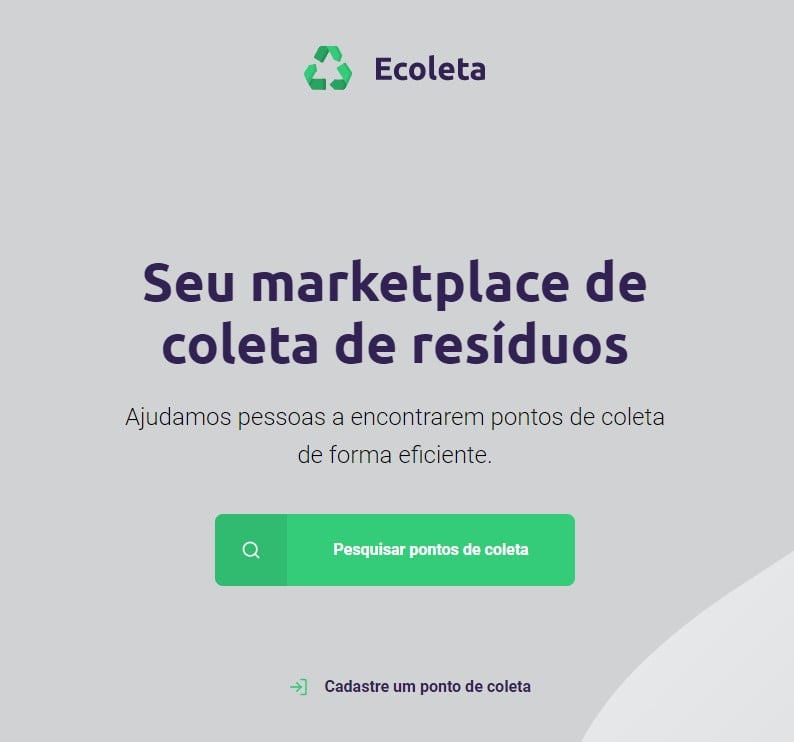 Ecoleta
Seu marketplace de
coleta de resíduos
Ajudamos pessoas a encontrarem pontos de coleta
de forma eficiente.
Pesquisar pontos de coleta
Cadastre um ponto de coleta